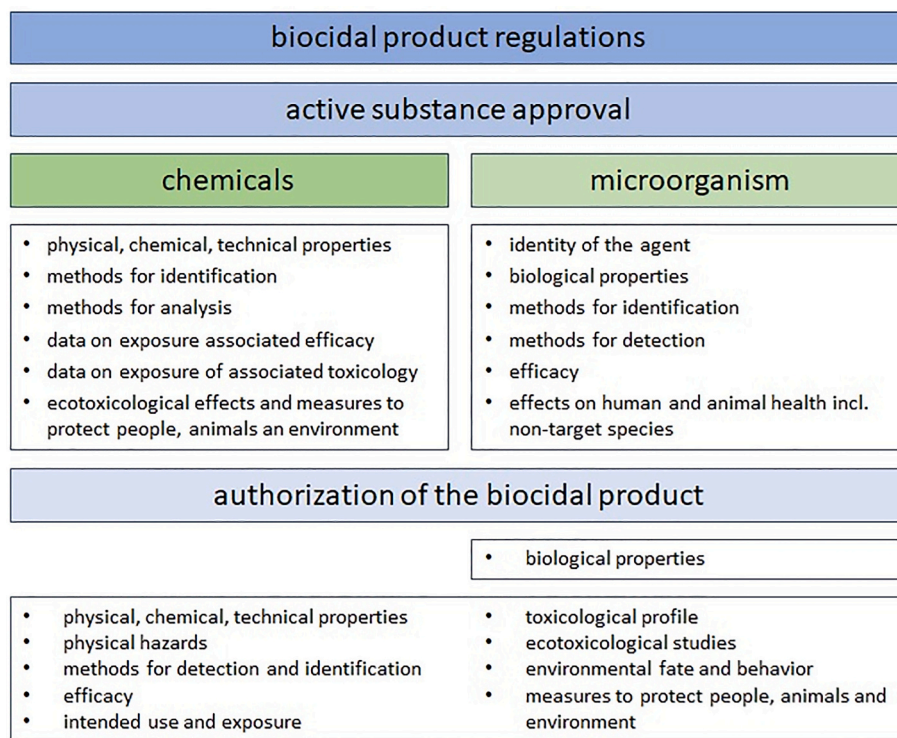 biocidal product regulations
active substance approval
chemicals
• physical, chemical, technical properties
• methods for identification
• methods for analysis
• data on exposure associated efficacy
• data on exposure of associated toxicology
• ecotoxicological effects and measures to
protect people, animals an environment
microorganism
• identity of the agent
• biological properties
• methods for identification
• methods for detection
• efficacy
• effects on human and animal health incl.
non-target species
authorization of the biocidal product
• biological properties
• physical, chemical, technical properties
• physical hazards
• methods for detection and identification
• efficacy
• intended use and exposure
• toxicological profile
• ecotoxicological studies
• environmental fate and behavior
• measures to protect people, animals and
environment